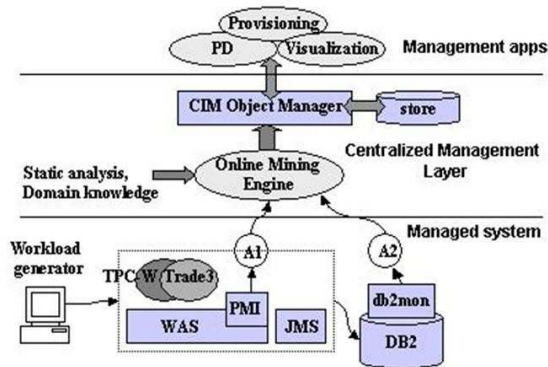 Provisioning
PD
Visualization
Management apps
CIM Object Manager
store
Static analysis,
Domain knowledge
Online Mining
Engine
Centralized Management
Layer
Managed system
Workload
generator
A1
A2
TPC-W
Trade3
PMI
WAS
JMS
db2mon
DB2